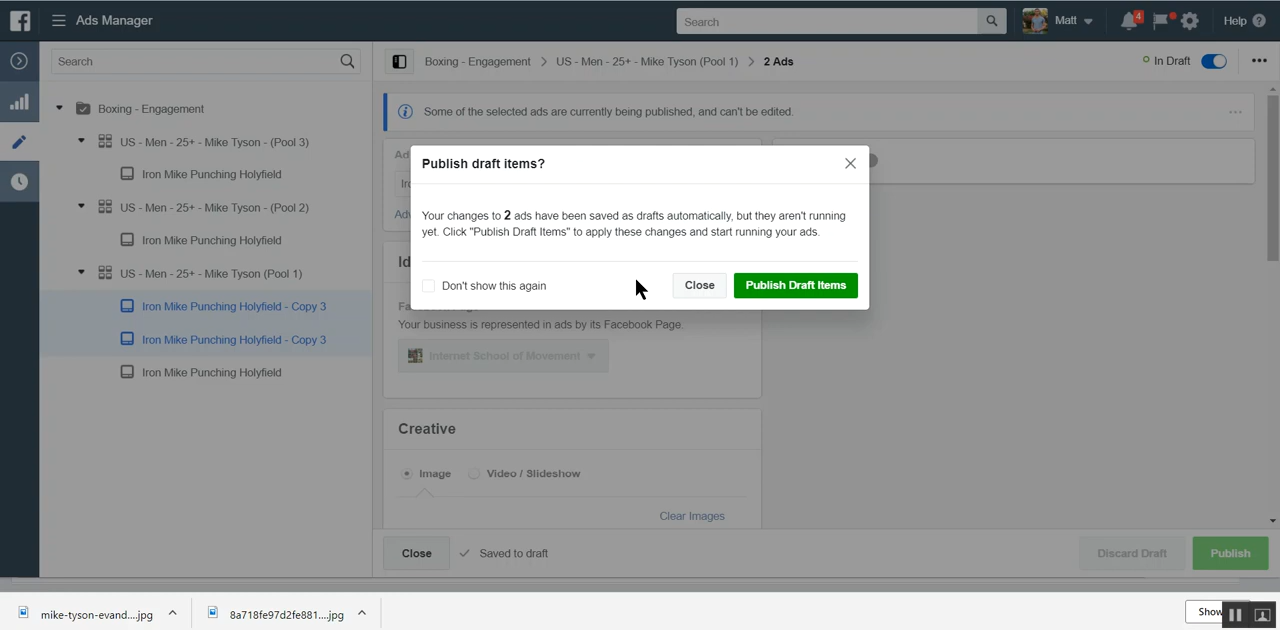 Ads Manager
Search
Matt
4
Help
Search
Boxing - Engagement
US - Men - 25+ - Mike Tyson - (Pool 3)
Iron Mike Punching Holyfield
US - Men - 25+ - Mike Tyson - (Pool 2)
Iron Mike Punching Holyfield
US - Men - 25+ - Mike Tyson (Pool 1)
Iron Mike Punching Holyfield - Copy 3
Iron Mike Punching Holyfield - Copy 3
Iron Mike Punching Holyfield
Boxing - Engagement > US - Men - 25+ - Mike Tyson (Pool 1) > 2 Ads
In Draft
Some of the selected ads are currently being published, and can't be edited.
Publish draft items?
Your changes to 2 ads have been saved as drafts automatically, but they aren't running
yet. Click "Publish Draft Items" to apply these changes and start running your ads.
Don't show this again
Close
Publish Draft Items
Your business is represented in ads by its Facebook Page.
Internet School of Movement
Creative
Image
Video / Slideshow
Clear Images
Close
Saved to draft
Discard Draft
Publish
mike-tyson-evand....jpg
8a718fe97d2fe881....jpg
Show